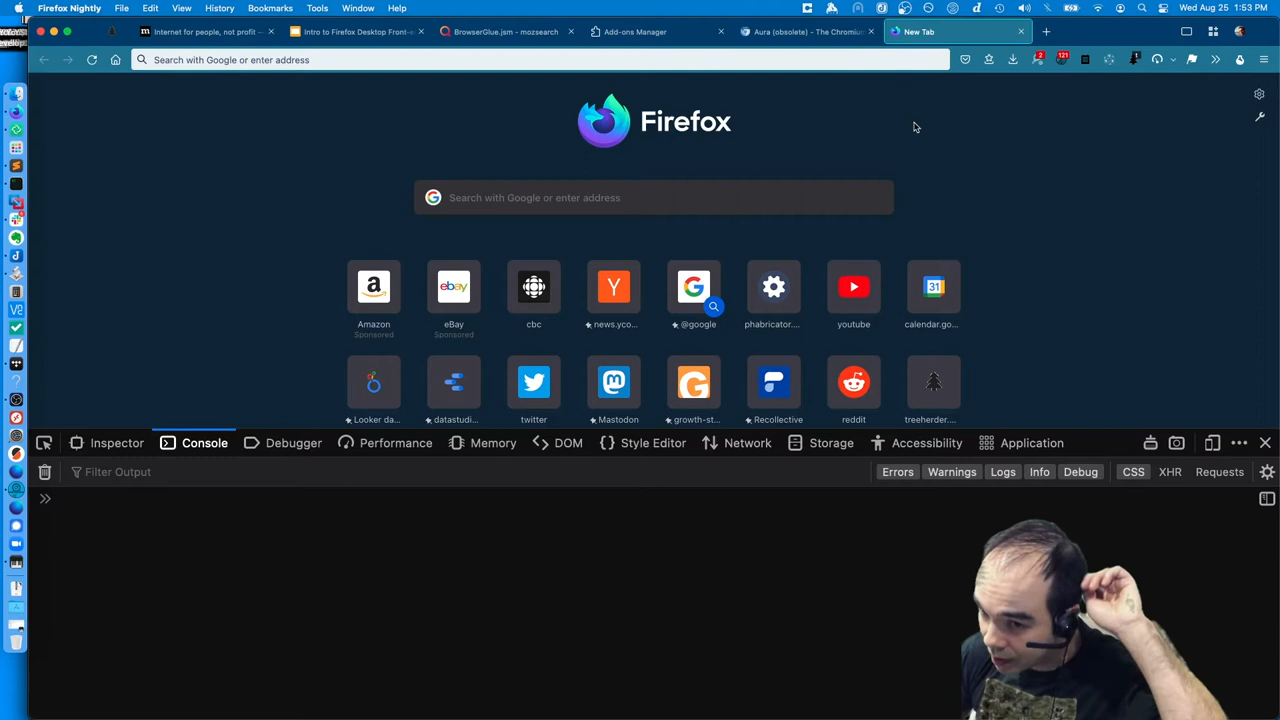 Firefox Nightly File Edit View History Bookmarks Tools Window Help Wed Aug 25 1:53 PM
Internet for people, not profit — Intro to Firefox Desktop Front-e BrowserGlue.jsm - mozsearch Add-ons Manager Aura (obsolete) - The Chromium New Tab
Search with Google or enter address 2 121 1
Firefox
Search with Google or enter address
Amazon eBay cbc news.yco... @google phabricator.... youtube calendar.go...
Sponsored Sponsored
Looker da... datastudi... twitter Mastodon growth-st... Recollective reddit treeherder....
Inspector Console Debugger Performance Memory DOM Style Editor Network Storage Accessibility Application
Filter Output Errors Warnings Logs Info Debug CSS XHR Requests